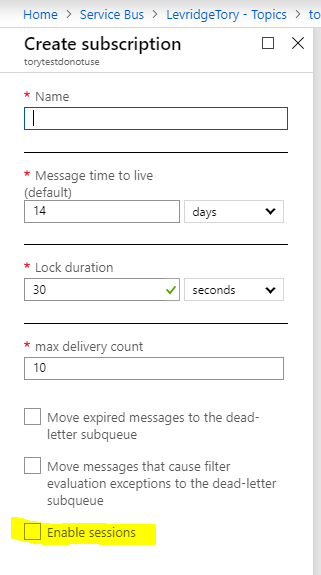 Home > Service Bus > LevridgeTory - Topics > to
Create subscription
torytestdonotuse
* Name
* Message time to live
(default)
14
days
* Lock duration
30
seconds
* max delivery count
10
Move expired messages to the dead-
letter subqueue
Move messages that cause filter
evaluation exceptions to the dead-letter
subqueue
Enable sessions